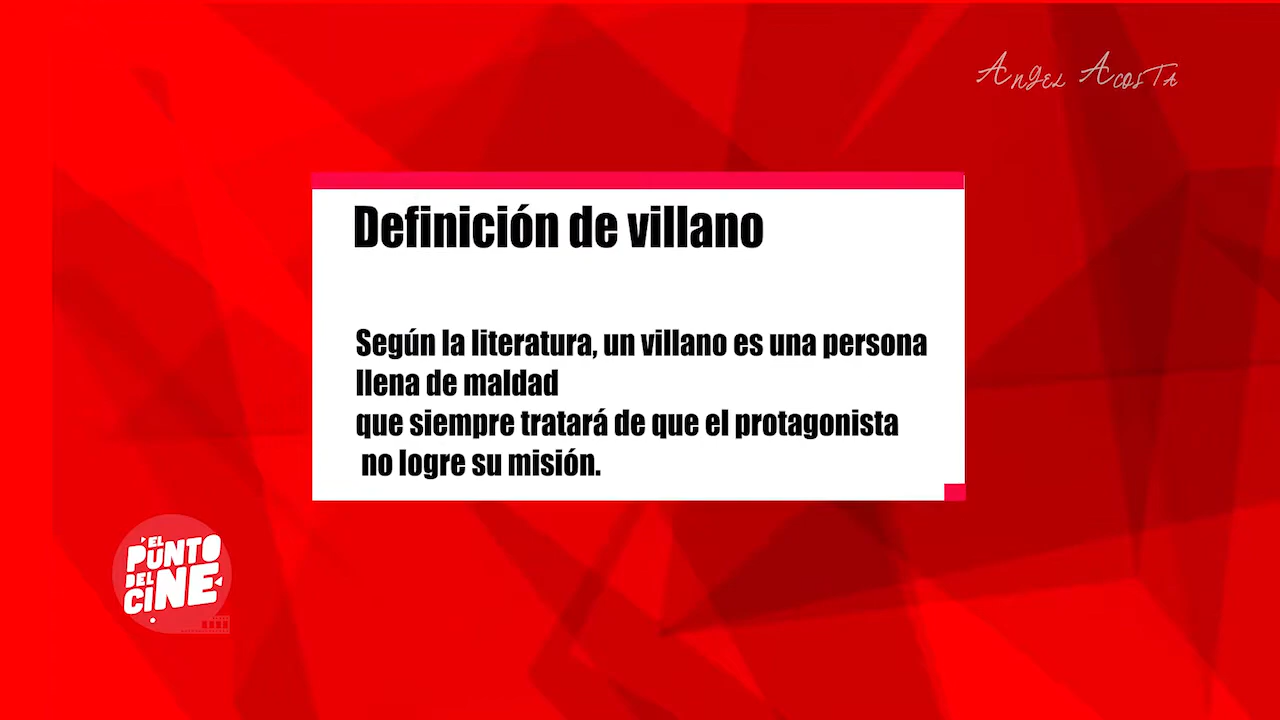 Angel Acosta
Definición de villano
Según la literatura, un villano es una persona
llena de maldad
que siempre tratará de que el protagonista
no logre su misión.
EL
PUNTO
DEL
CINE